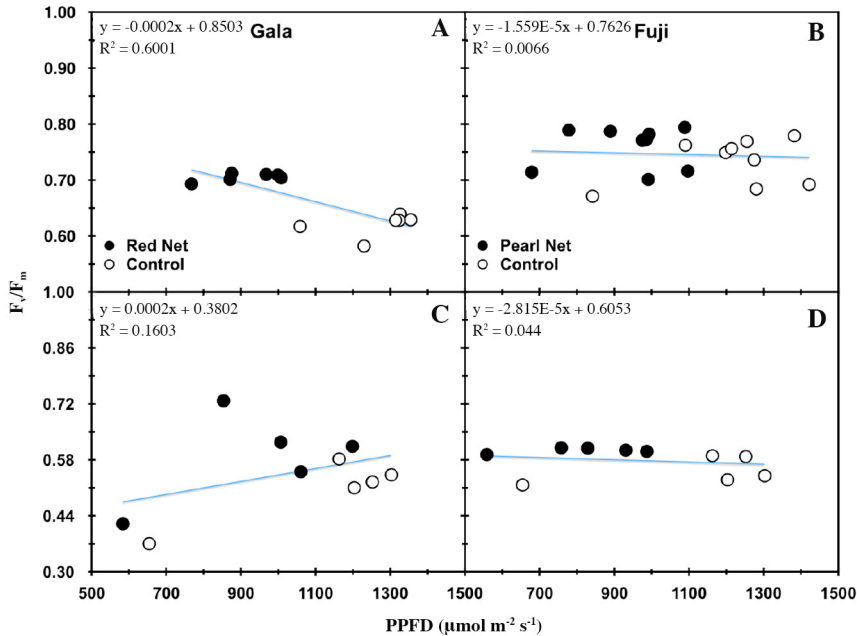 y = -0.0002x + 0.8503
R² = 0.6001
Gala
A
y = -1.559E-5x + 0.7626
R² = 0.0066
Fuji
B
1.00
0.90
0.80
0.70
0.60
Red Net
Control
Pearl Net
Control
Fv/Fm
1.00
y = 0.0002x + 0.3802
R² = 0.1603
C
y = -2.815E-5x + 0.6053
R² = 0.044
D
0.86
0.72
0.58
0.44
0.30
500 700 900 1100 1300 1500 700 900 1100 1300 1500
PPFD (μmol m⁻² s⁻¹)